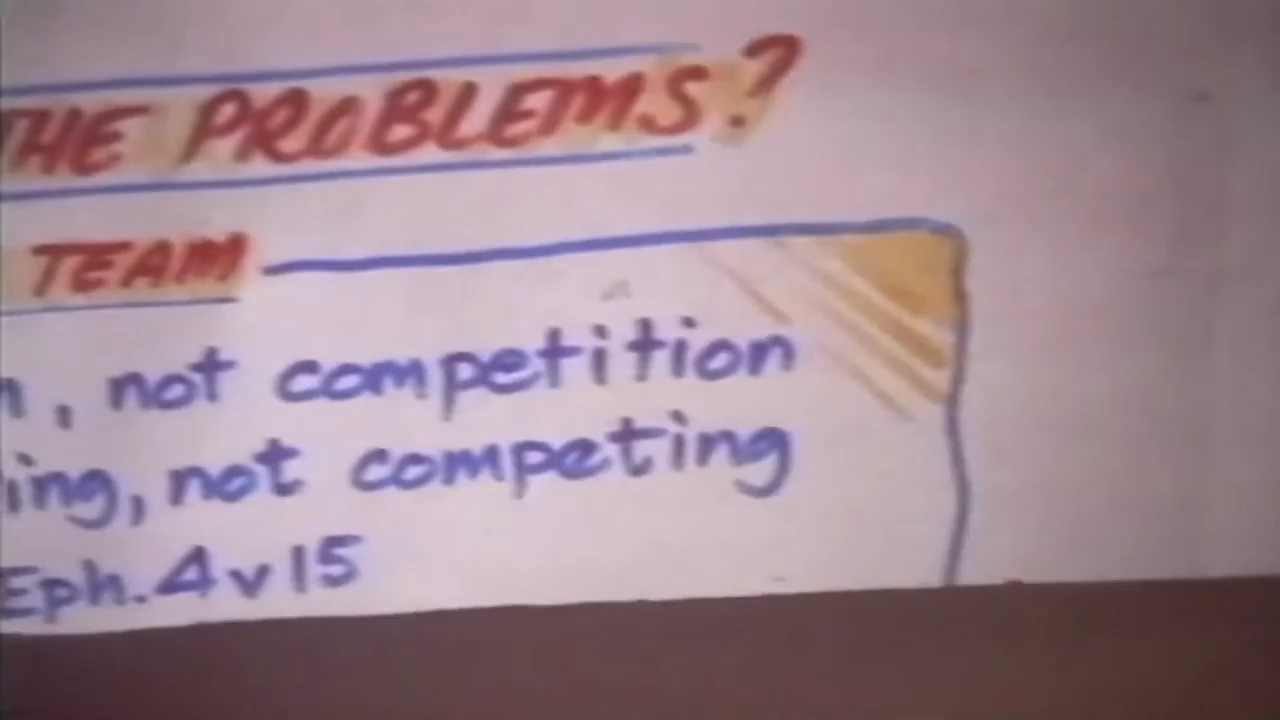 THE PROBLEMS?
TEAM
, not competition
ing, not competing
Eph. 4 v 15